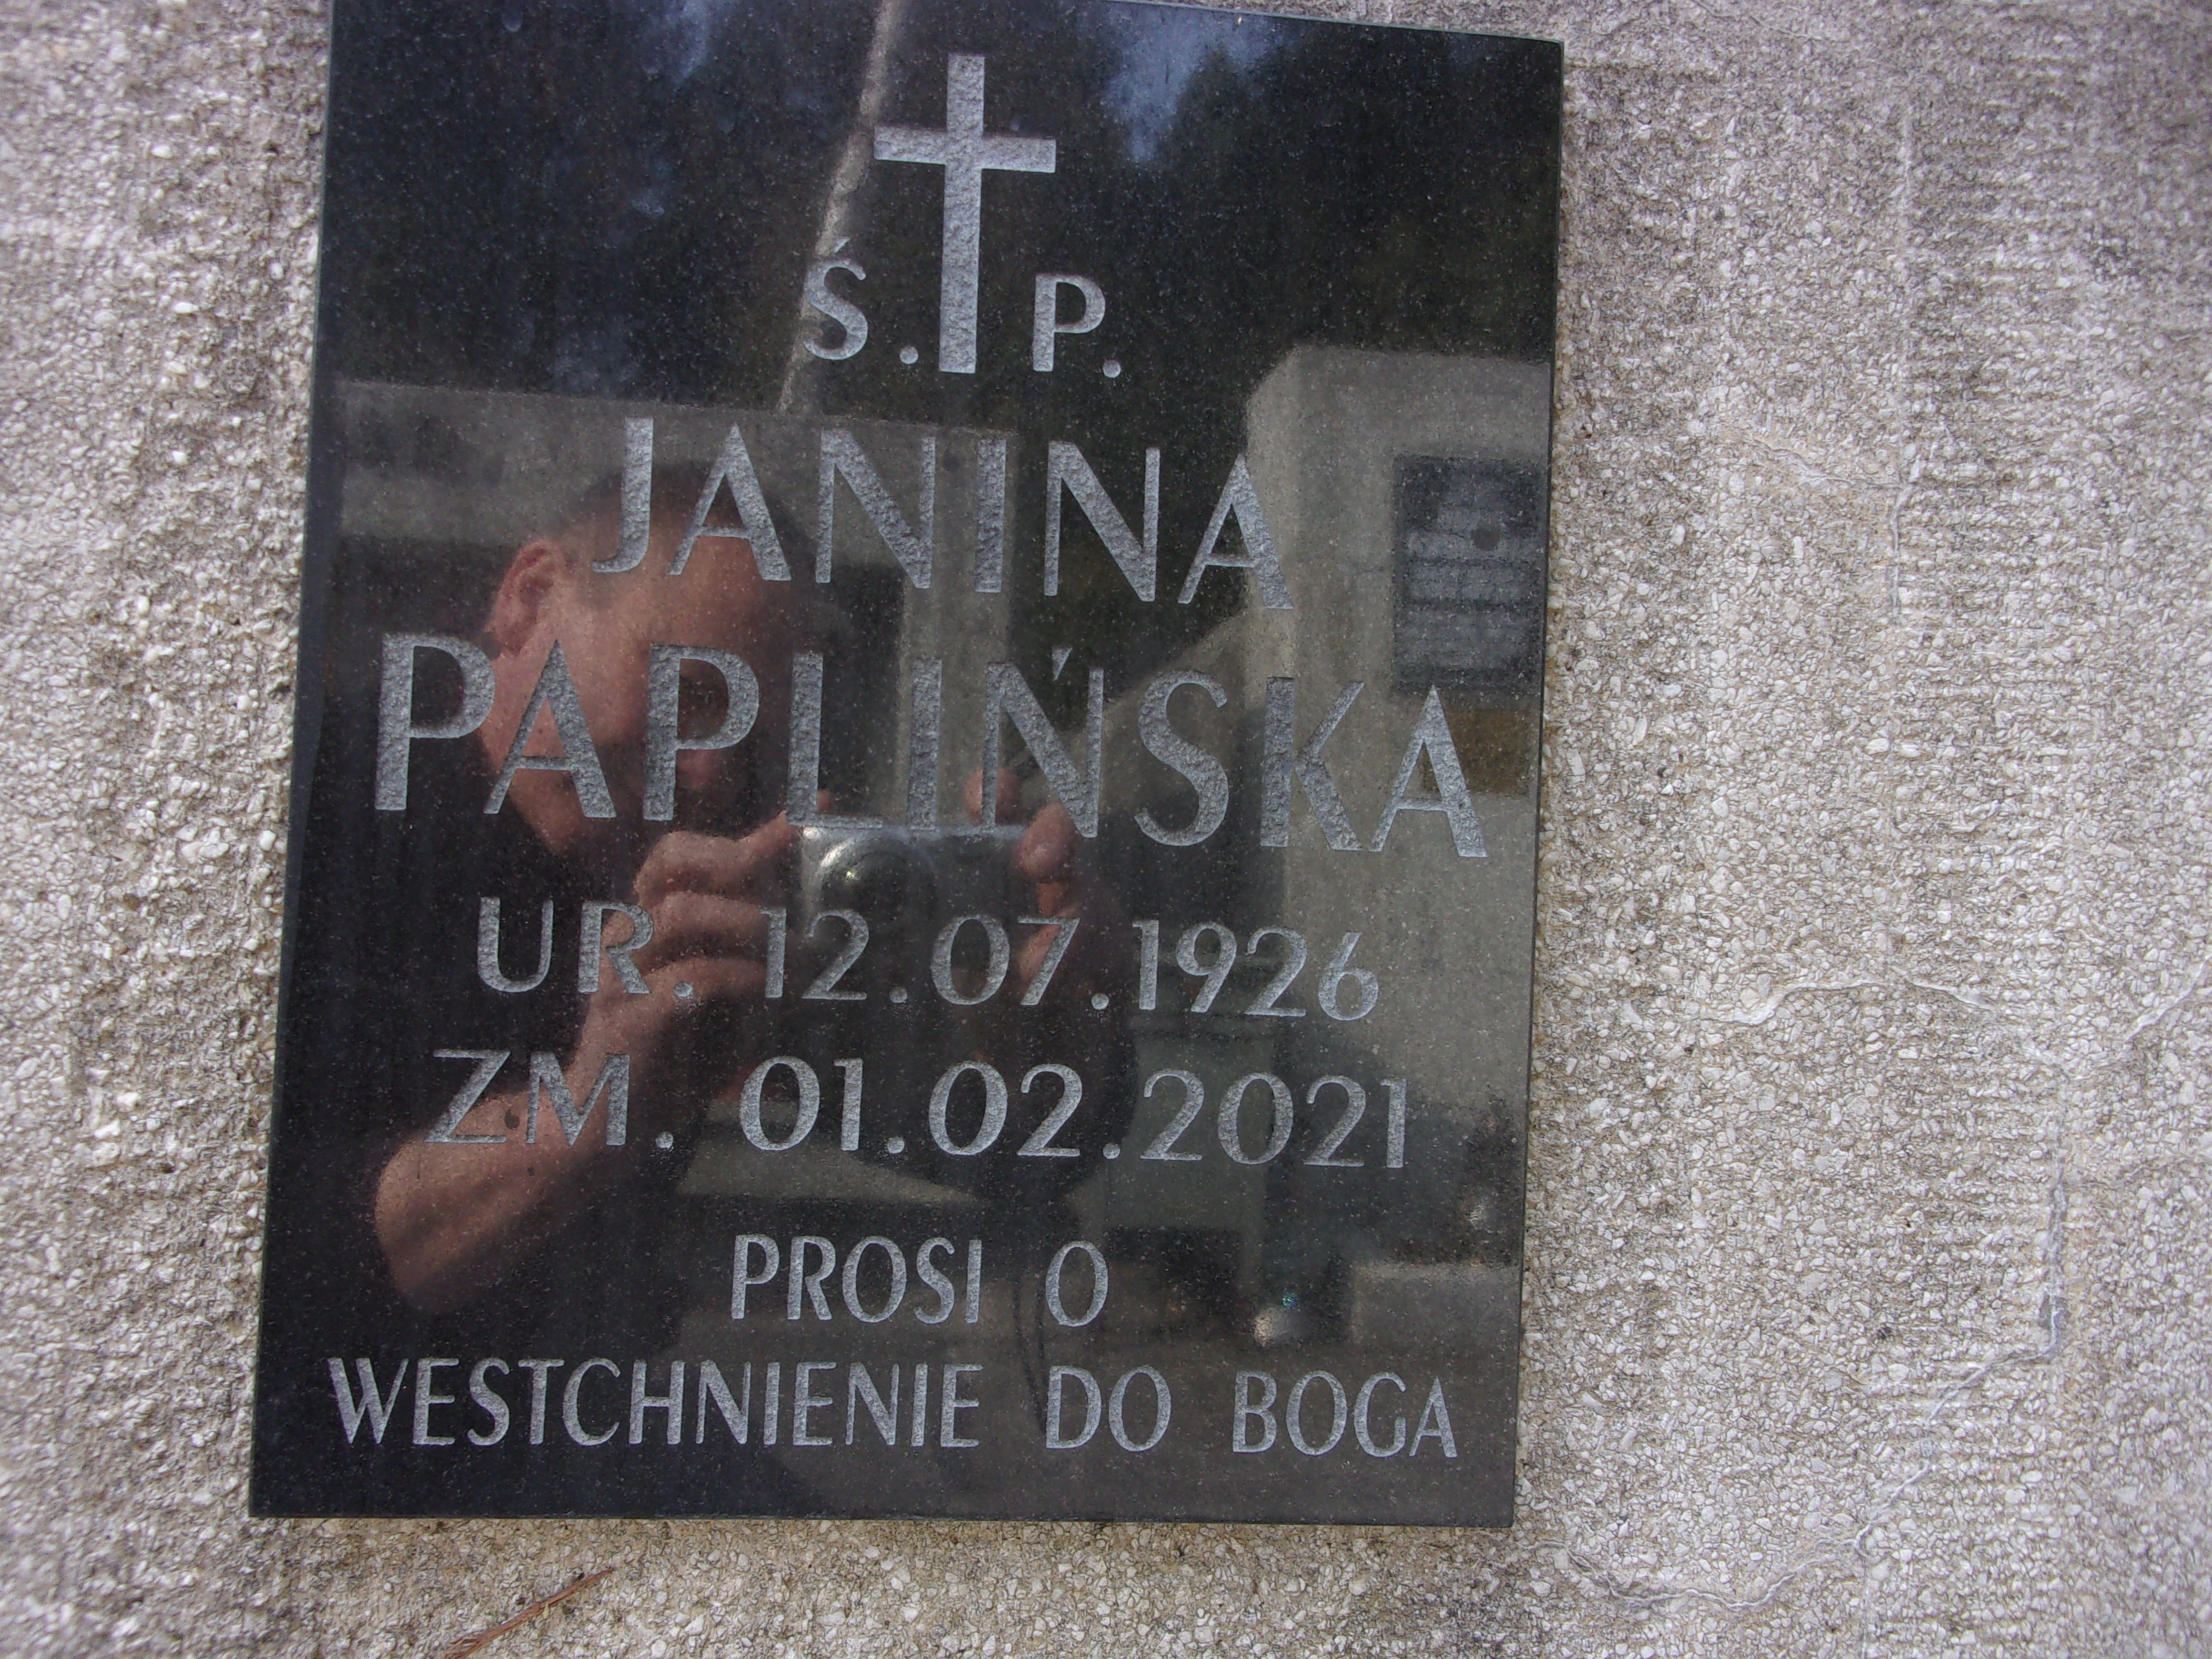 Ś. P.
JANINA
PAPLIŃSKA
UR. 12.07.1926
ZM. 01.02.2021
PROSI O
WESTCHNIENIE DO BOGA